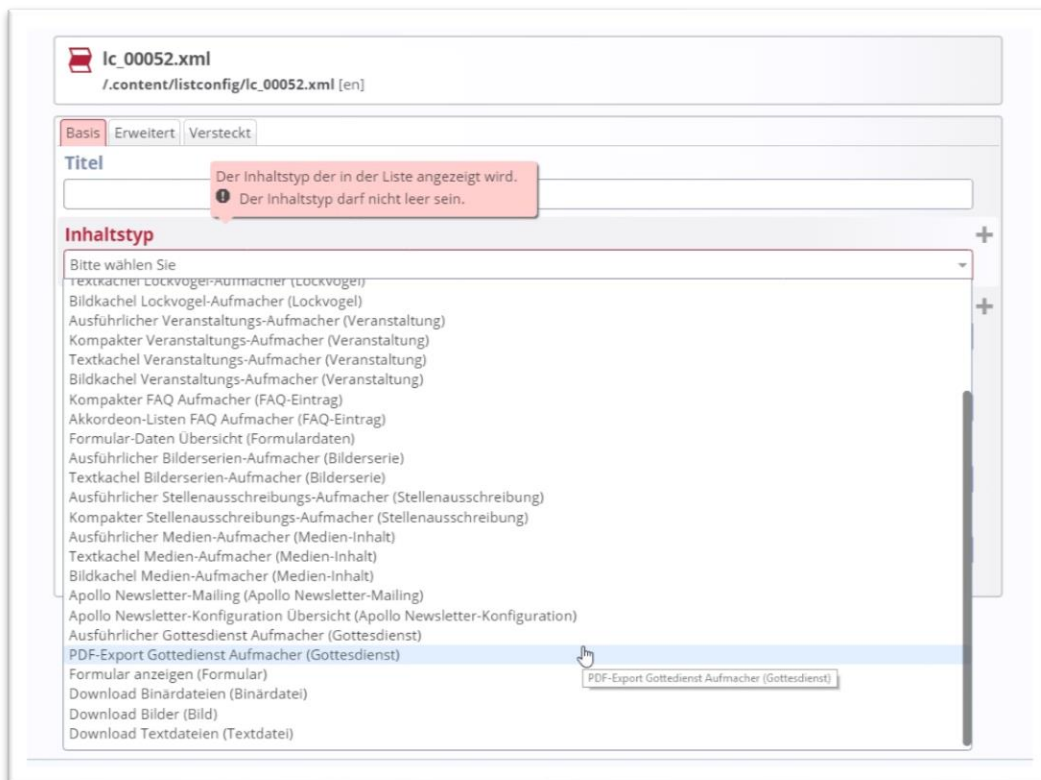 lc_00052.xml
/.content/listconfig/lc_00052.xml [en]
Basis Erweitert Versteckt
Titel
Der Inhaltstyp der in der Liste angezeigt wird.
Der Inhaltstyp darf nicht leer sein.
Inhaltstyp
Bitte wählen Sie
Textkachel Lockvogel-Aufmacher (Lockvogel)
Bildkachel Lockvogel-Aufmacher (Lockvogel)
Ausführlicher Veranstaltungs-Aufmacher (Veranstaltung)
Kompakter Veranstaltungs-Aufmacher (Veranstaltung)
Textkachel Veranstaltungs-Aufmacher (Veranstaltung)
Bildkachel Veranstaltungs-Aufmacher (Veranstaltung)
Kompakter FAQ Aufmacher (FAQ-Eintrag)
Akkordeon-Listen FAQ Aufmacher (FAQ-Eintrag)
Formular-Daten Übersicht (Formulardaten)
Ausführlicher Bilderserien-Aufmacher (Bilderserie)
Textkachel Bilderserien-Aufmacher (Bilderserie)
Ausführlicher Stellenausschreibungs-Aufmacher (Stellenausschreibung)
Kompakter Stellenausschreibungs-Aufmacher (Stellenausschreibung)
Ausführlicher Medien-Aufmacher (Medien-Inhalt)
Textkachel Medien-Aufmacher (Medien-Inhalt)
Bildkachel Medien-Aufmacher (Medien-Inhalt)
Apollo Newsletter-Mailing (Apollo Newsletter-Mailing)
Apollo Newsletter-Konfiguration Übersicht (Apollo Newsletter-Konfiguration)
Ausführlicher Gottesdienst Aufmacher (Gottesdienst)
PDF-Export Gottedienst Aufmacher (Gottesdienst)
Formular anzeigen (Formular)
PDF-Export Gottedienst Aufmacher (Gottesdienst)
Download Binärdateien (Binärdatei)
Download Bilder (Bild)
Download Textdateien (Textdatei)